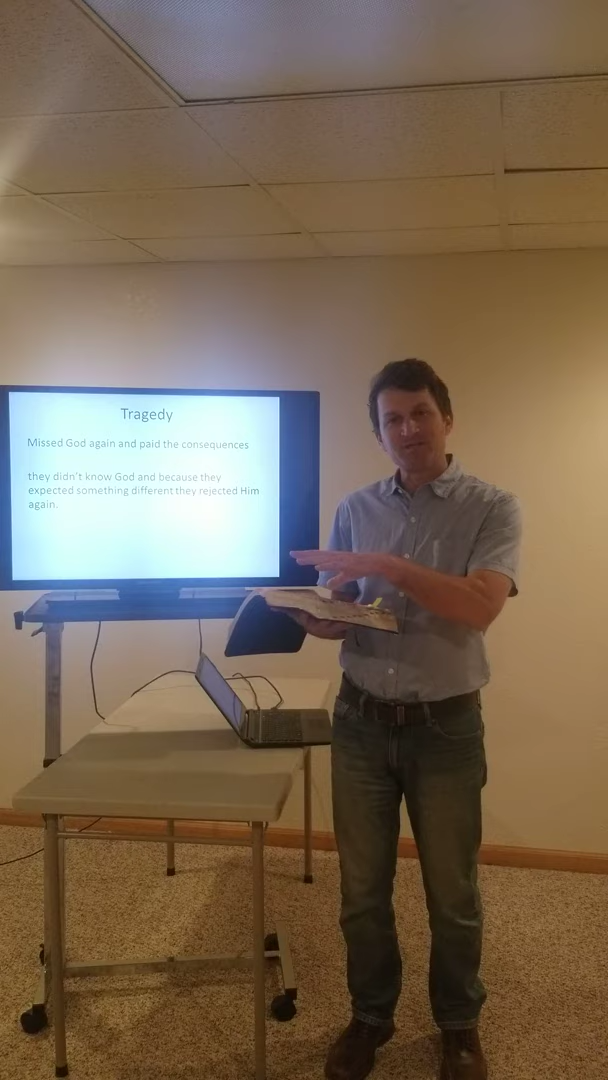 Tragedy
Missed God again and paid the consequences
they didn't know God and because they
expected something different they rejected Him
again.